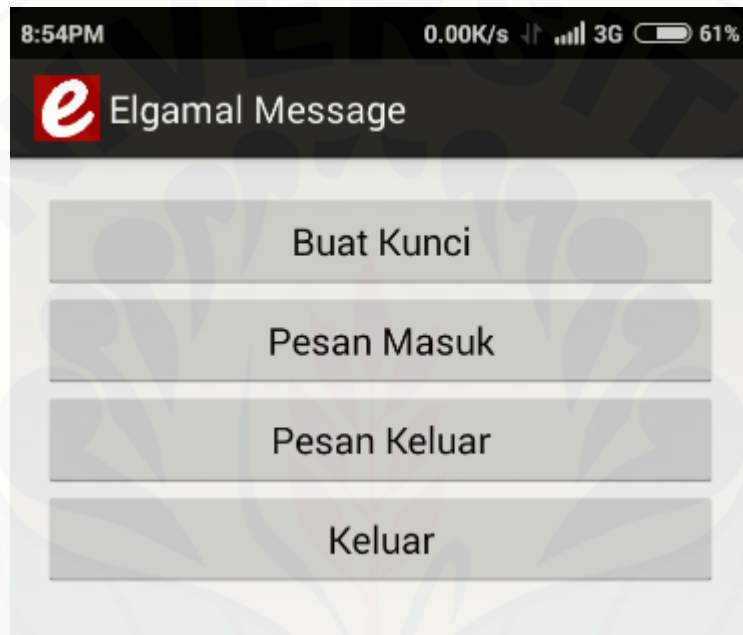 8:54PM 0.00K/s 3G 61%
e Elgamal Message
Buat Kunci
Pesan Masuk
Pesan Keluar
Keluar